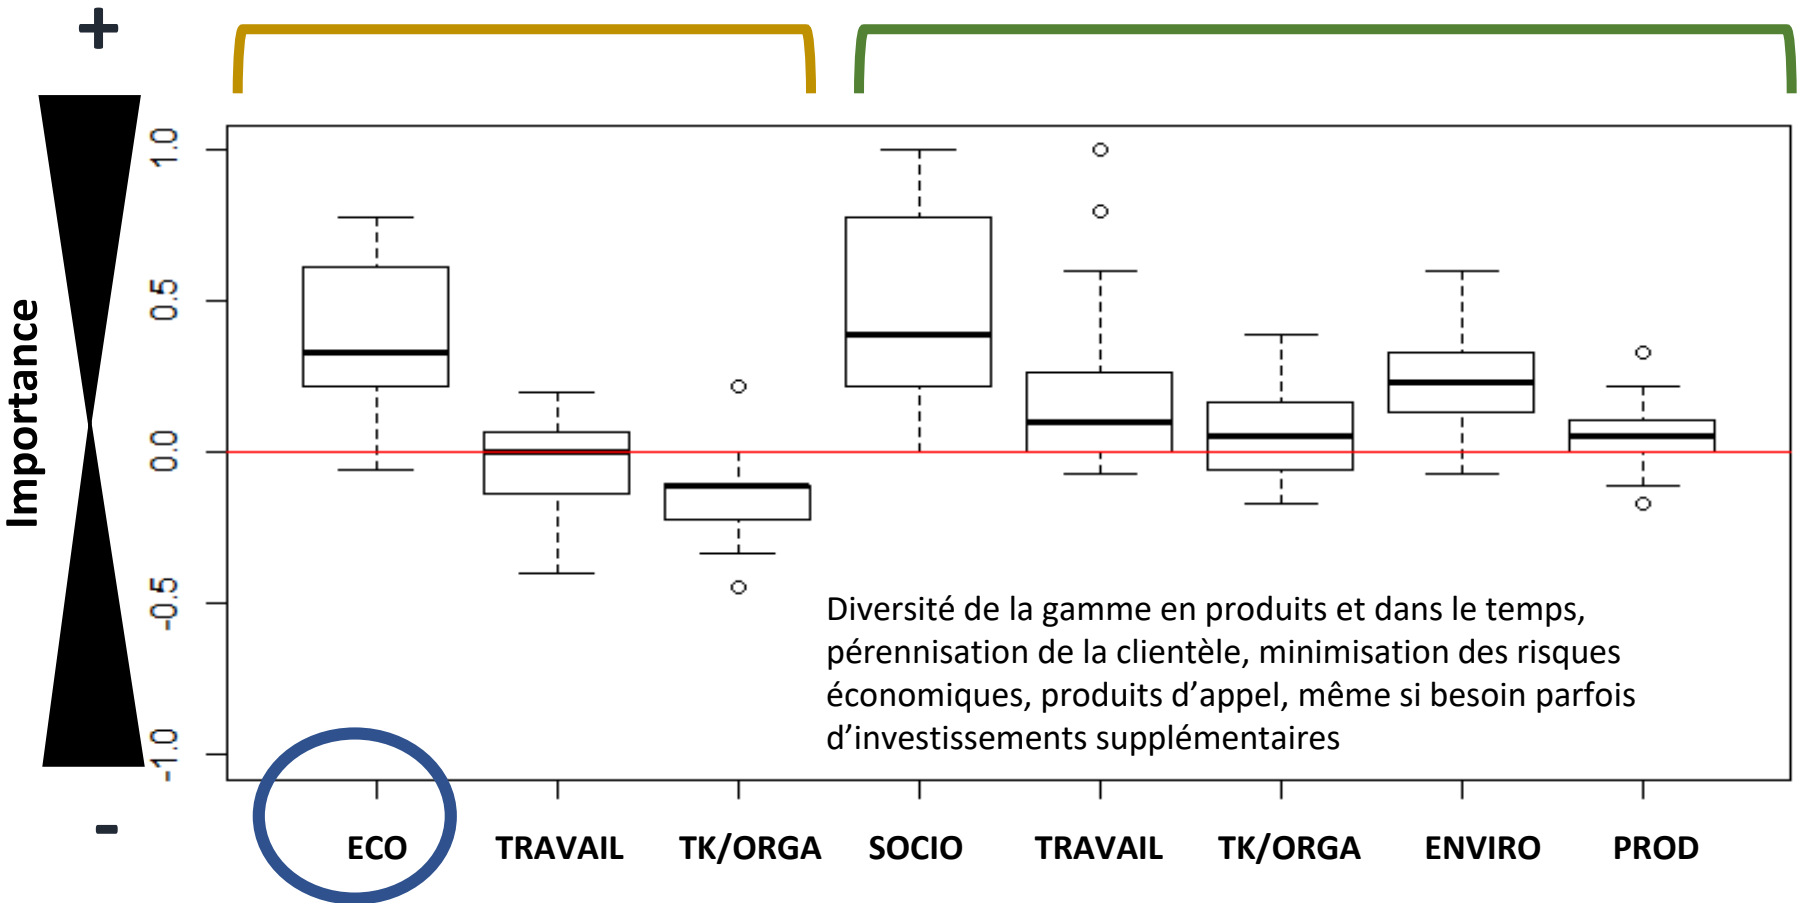 +
Importance
1.0
0.5
0.0
-0.5
-1.0
-
Diversité de la gamme en produits et dans le temps,
pérennisation de la clientèle, minimisation des risques
économiques, produits d’appel, même si besoin parfois
d’investissements supplémentaires
ECO TRAVAIL TK/ORGA SOCIO TRAVAIL TK/ORGA ENVIRO PROD